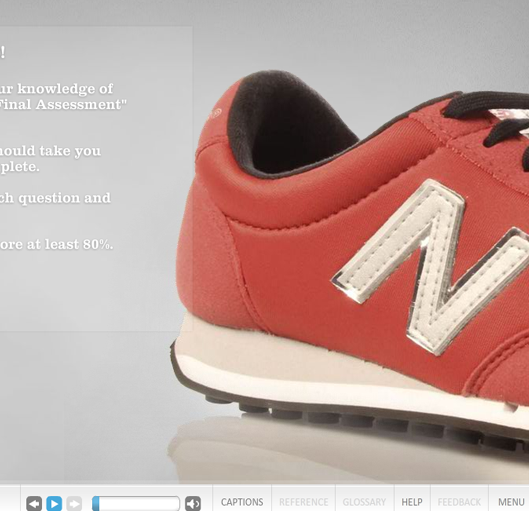 !
ur knowledge of
Final Assessment"
hould take you
plete.
ch question and
ore at least 80%.
N
CAPTIONS REFERENCE GLOSSARY HELP FEEDBACK MENU